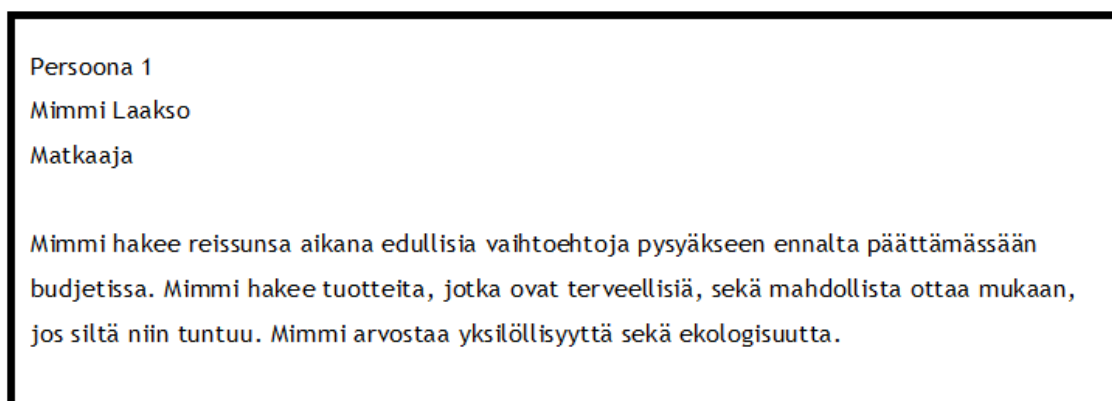 Persoona 1
Mimmi Laakso
Matkaaja
Mimmi hakee reissunsa aikana edullisia vaihtoehtoja pysyäkseen ennalta päättämässään
budjetissa. Mimmi hakee tuotteita, jotka ovat terveellisiä, sekä mahdollista ottaa mukaan,
jos siltä niin tuntuu. Mimmi arvostaa yksilöllisyyttä sekä ekologisuutta.